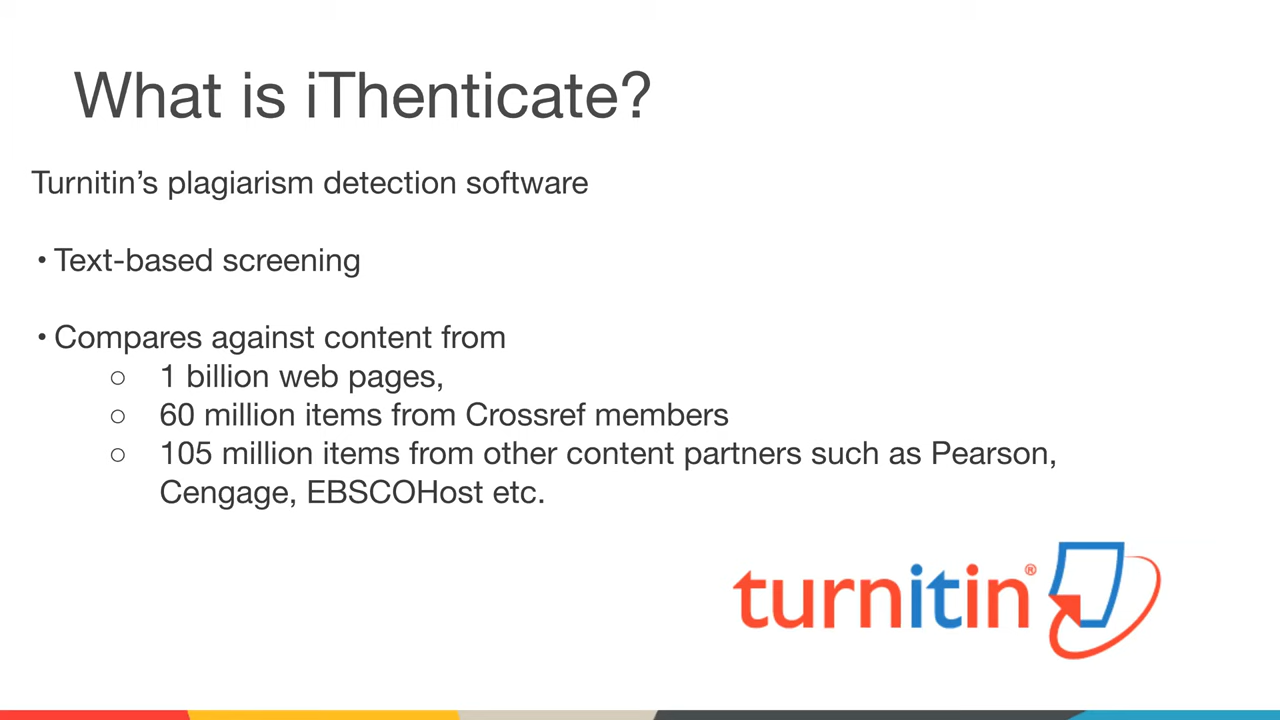 What is iThenticate?
Turnitin’s plagiarism detection software
• Text-based screening
• Compares against content from
○ 1 billion web pages,
○ 60 million items from Crossref members
○ 105 million items from other content partners such as Pearson,
Cengage, EBSCOHost etc.
turnitin®